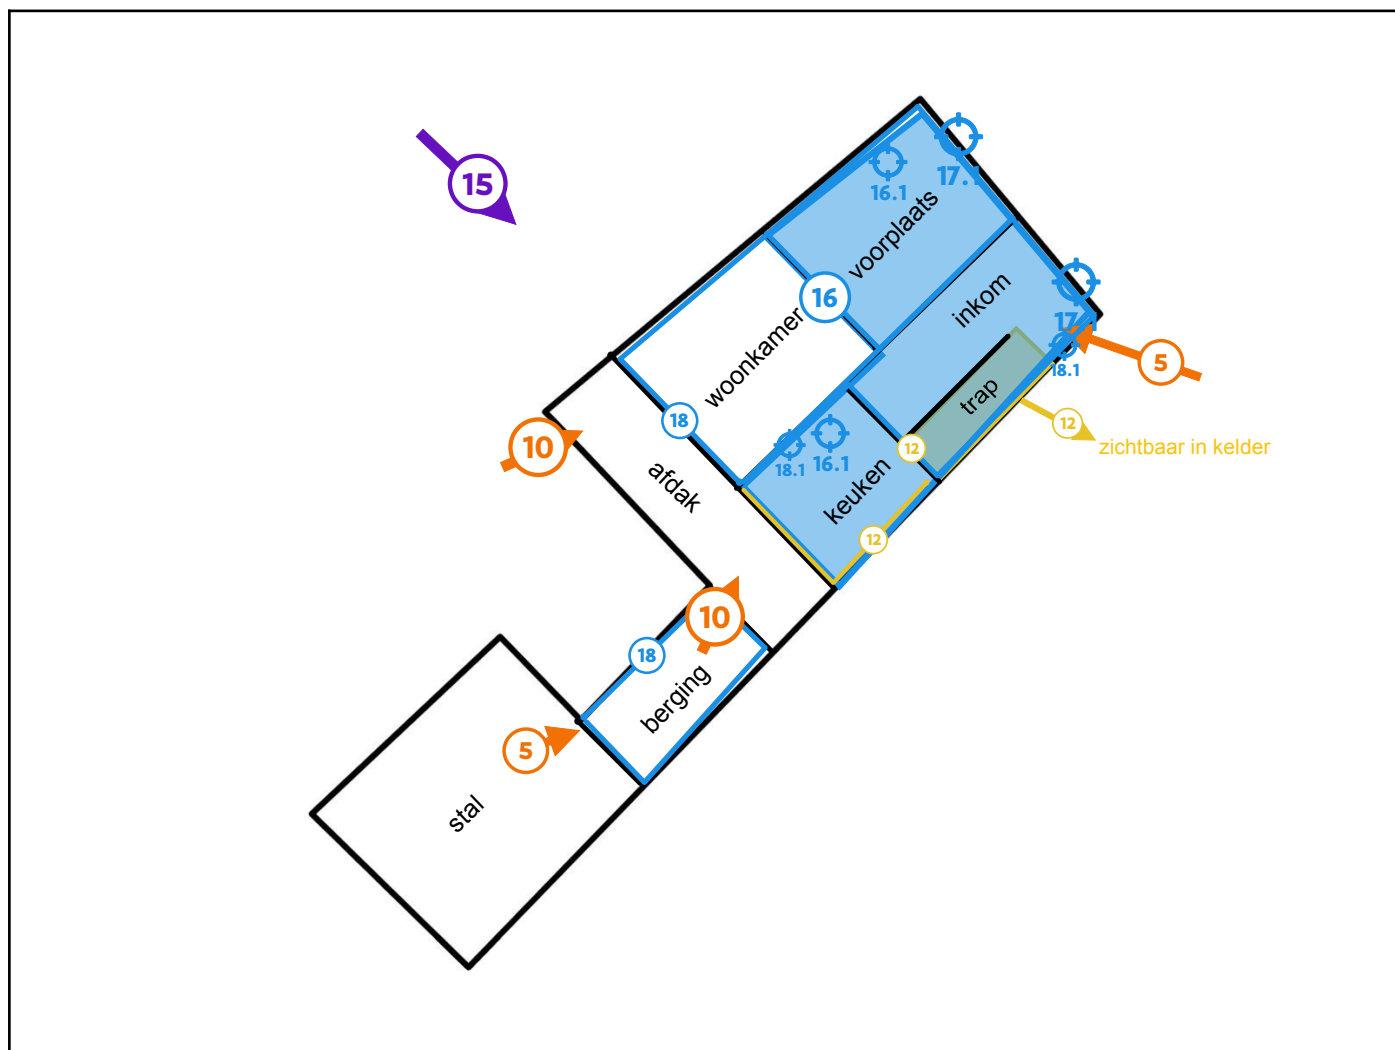 15
16.1
17.1
voorplaats
16
inkom
17.1
woonkamer
5
18.1
trap
18
12
10
18.1
16.1
12
zichtbaar in kelder
afdak
keuken
12
10
18
berging
5
stal